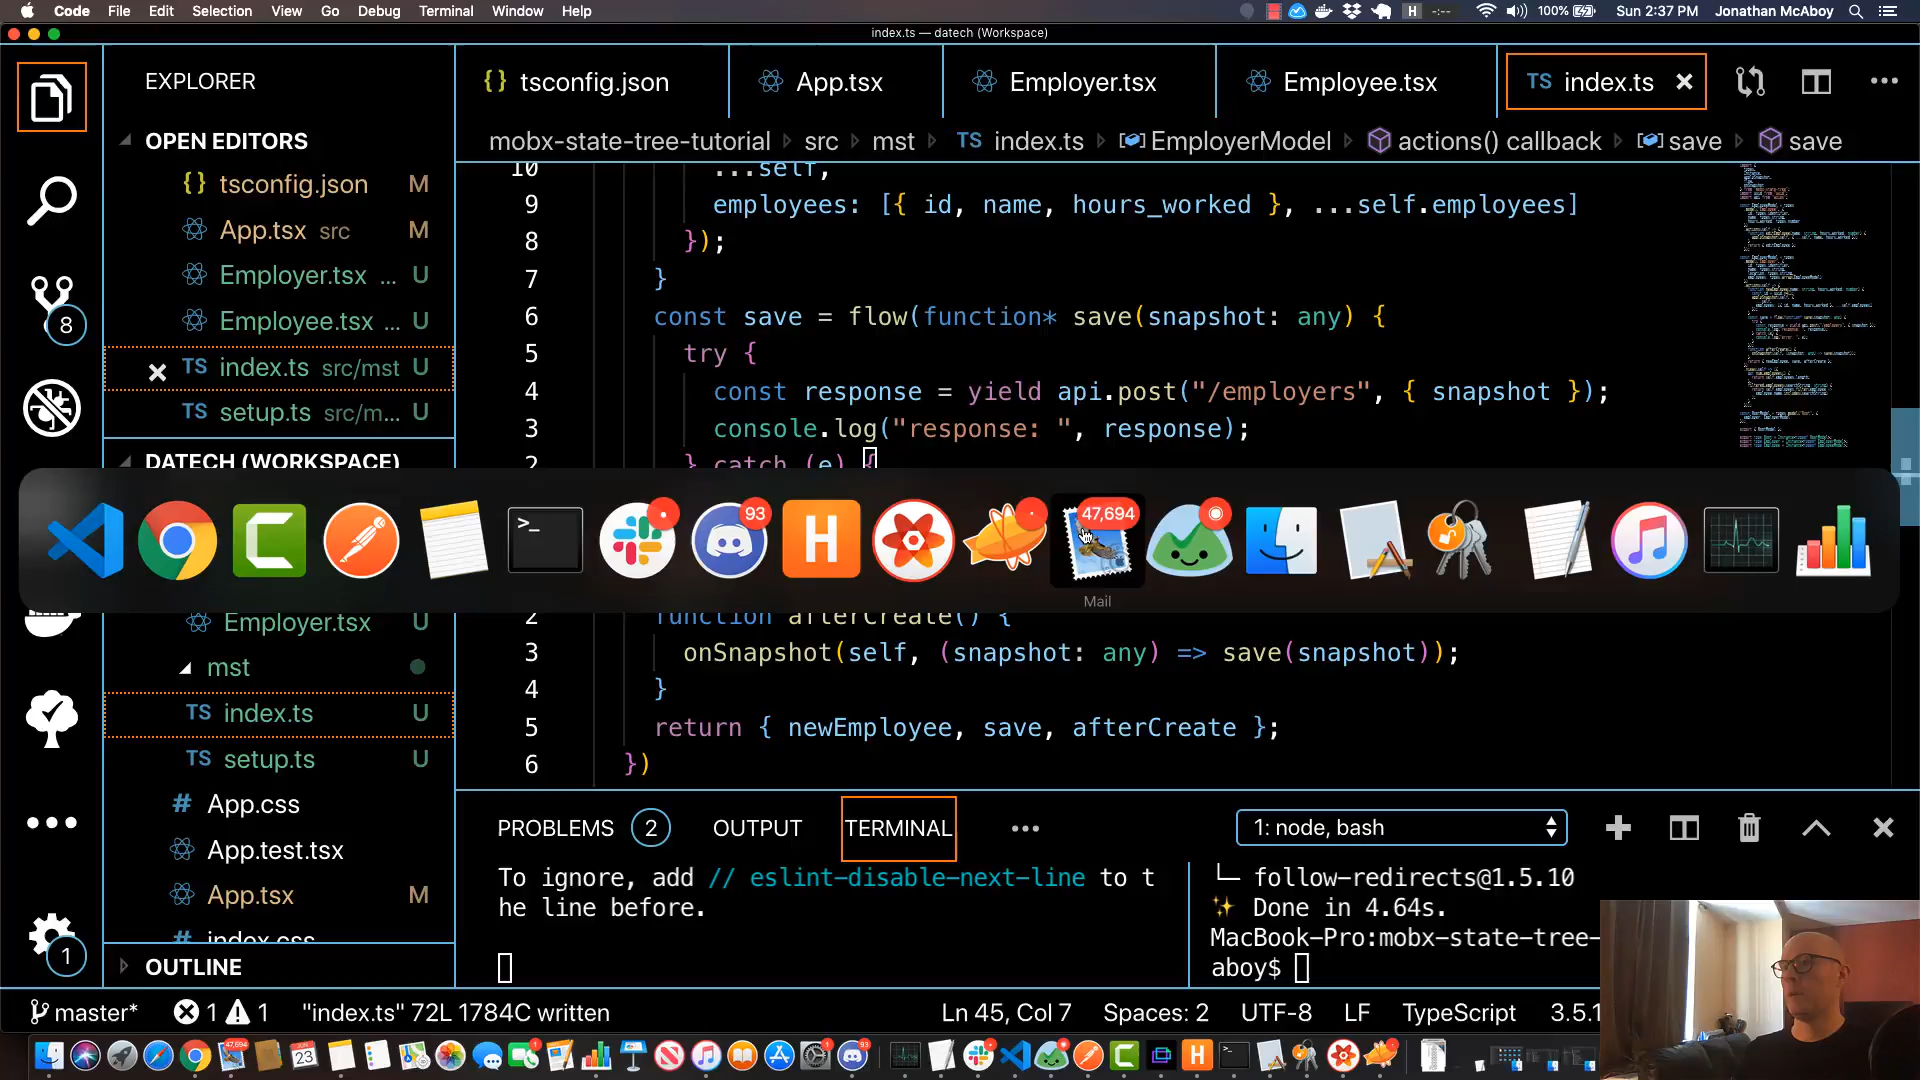 Code File Edit Selection View Go Debug Terminal Window Help
100% Sun 2:37 PM Jonathan McAboy
index.ts — datech (Workspace)
EXPLORER
OPEN EDITORS
{} tsconfig.json M
App.tsx src M
Employer.tsx ... U
Employee.tsx ... U
TS index.ts src/mst U
TS setup.ts src/m... U
DATECH (WORKSPACE)
Employer.tsx U
mst
TS index.ts U
TS setup.ts U
# App.css
App.test.tsx
App.tsx M
# index.css
OUTLINE
8
1
{} tsconfig.json
App.tsx
Employer.tsx
Employee.tsx
TS index.ts
mobx-state-tree-tutorial src mst TS index.ts EmployerModel actions() callback save save
10 ...self,
9 employees: [{ id, name, hours_worked }, ...self.employees]
8 });
7 }
6 const save = flow(function* save(snapshot: any) {
5 try {
4 const response = yield api.post("/employers", { snapshot });
3 console.log("response: ", response);
2 } catch (e) {
93
47,694
Mail
2 function afterCreate() {
3 onSnapshot(self, (snapshot: any) => save(snapshot));
4 }
5 return { newEmployee, save, afterCreate };
6 })
PROBLEMS 2 OUTPUT TERMINAL ... 1: node, bash
To ignore, add // eslint-disable-next-line to t
he line before.
└─ follow-redirects@1.5.10
✨ Done in 4.64s.
MacBook-Pro:mobx-state-tree-
aboy$
master* 1 1 "index.ts" 72L 1784C written
Ln 45, Col 7 Spaces: 2 UTF-8 LF TypeScript 3.5.1